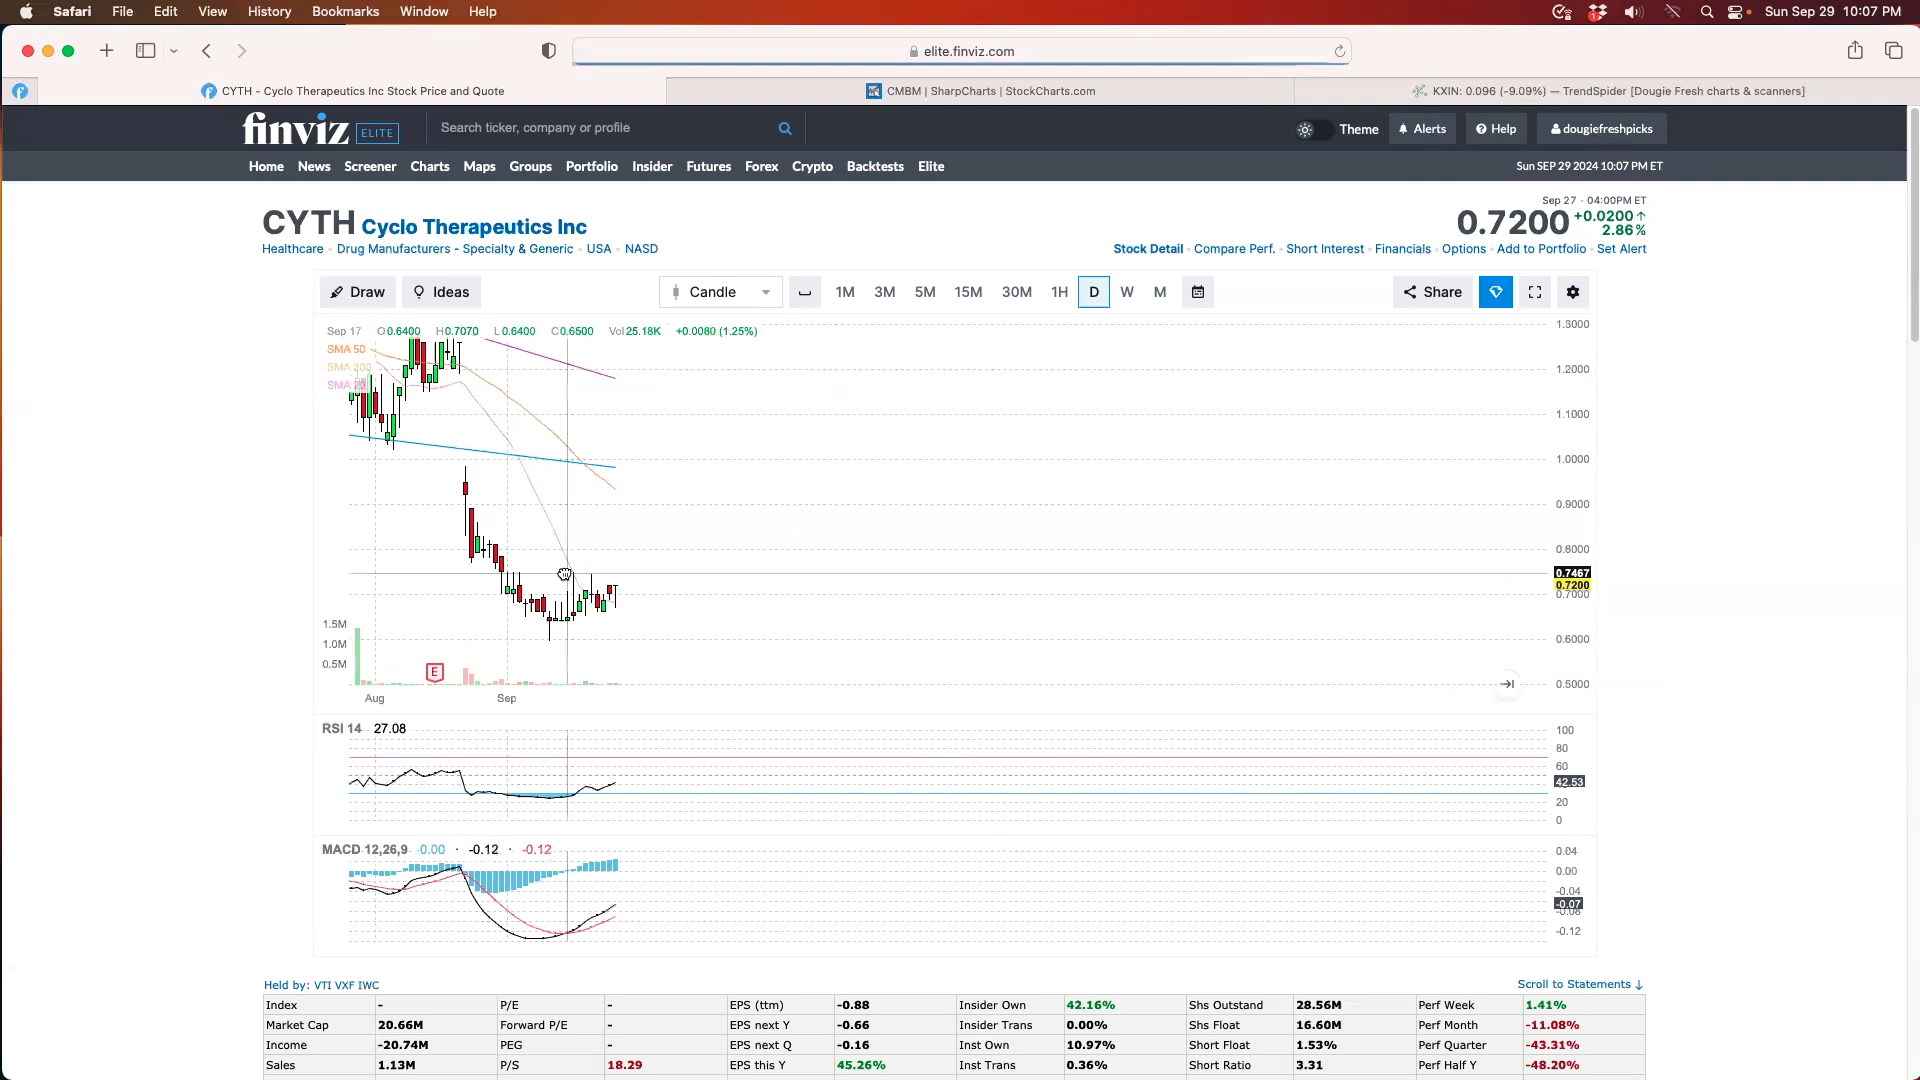 Safari File Edit View History Bookmarks Window Help
1
Sun Sep 29 10:07 PM
elite.finviz.com
CYTH - Cyclo Therapeutics Inc Stock Price and Quote
CMBM | SharpCharts | StockCharts.com
KXIN: 0.096 (-9.09%) — TrendSpider [Dougie Fresh charts & scanners]
finviz ELITE
Search ticker, company or profile
Theme
Alerts
Help
dougiefreshpicks
Home News Screener Charts Maps Groups Portfolio Insider Futures Forex Crypto Backtests Elite
Sun SEP 29 2024 10:07 PM ET
Sep 27 · 04:00PM ET
CYTH Cyclo Therapeutics Inc
0.7200 +0.0200
2.86%
Healthcare · Drug Manufacturers - Specialty & Generic · USA · NASD
Stock Detail · Compare Perf. · Short Interest · Financials · Options · Add to Portfolio · Set Alert
Draw Ideas Candle 1M 3M 5M 15M 30M 1H D W M Share
Sep 17 O0.6400 H0.7070 L0.6400 C0.6500 Vol25.18K +0.0080 (1.25%)
SMA 50
SMA 200
SMA 20
1.3000
1.2000
1.1000
1.0000
0.9000
0.8000
0.7467
0.7200
0.7000
0.6000
0.5000
1.5M
1.0M
0.5M
E
Aug Sep
RSI 14 27.08
100
80
60
42.53
20
0
MACD 12,26,9 -0.00 · -0.12 · -0.12
0.04
0.00
-0.04
-0.07
-0.08
-0.12
Held by: VTI VXF IWC
Scroll to Statements ↓
Index - P/E - EPS (ttm) -0.88 Insider Own 42.16% Shs Outstand 28.56M Perf Week 1.41%
Market Cap 20.66M Forward P/E - EPS next Y -0.66 Insider Trans 0.00% Shs Float 16.60M Perf Month -11.08%
Income -20.74M PEG - EPS next Q -0.16 Inst Own 10.97% Short Float 1.53% Perf Quarter -43.31%
Sales 1.13M P/S 18.29 EPS this Y 45.26% Inst Trans 0.36% Short Ratio 3.31 Perf Half Y -48.20%